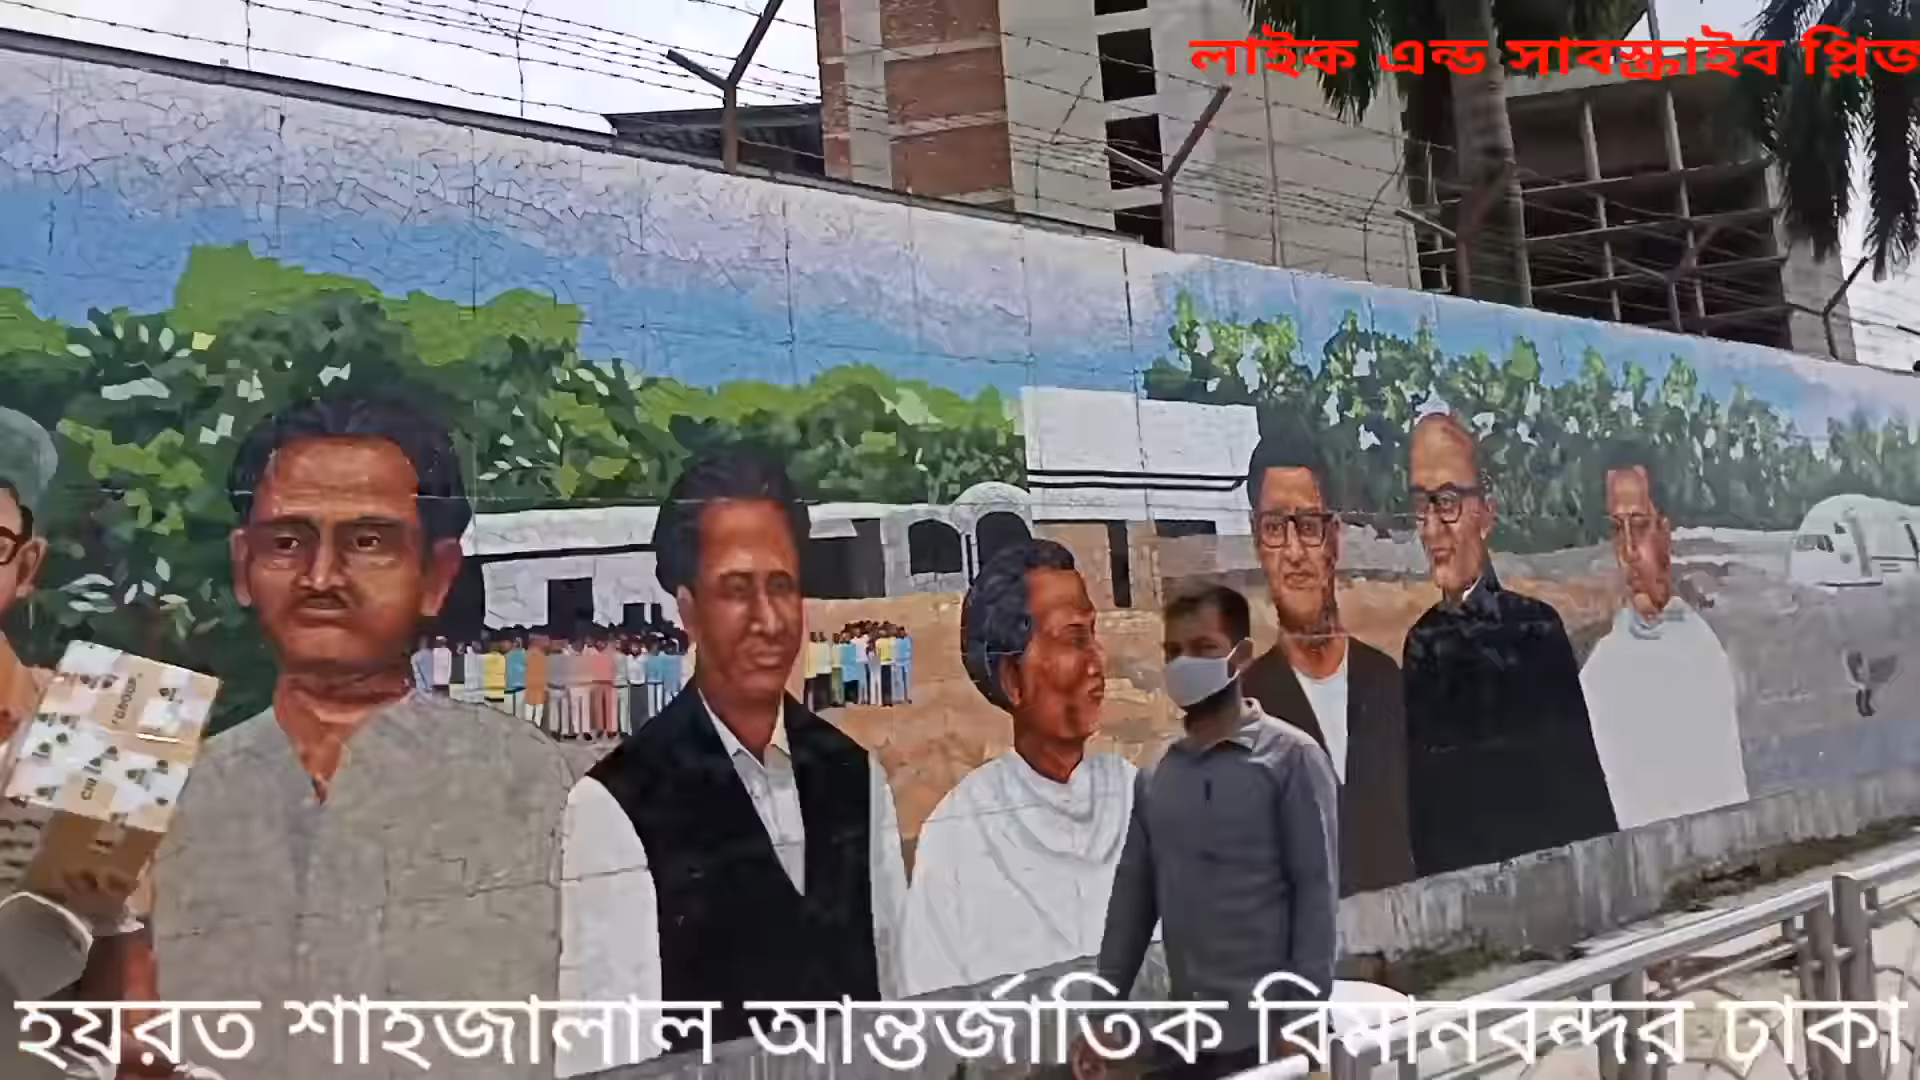 লাইক এন্ড সাবস্ক্রাইব প্লিজ
হযরত শাহজালাল আন্তর্জাতিক বিমানবন্দর ঢাকা